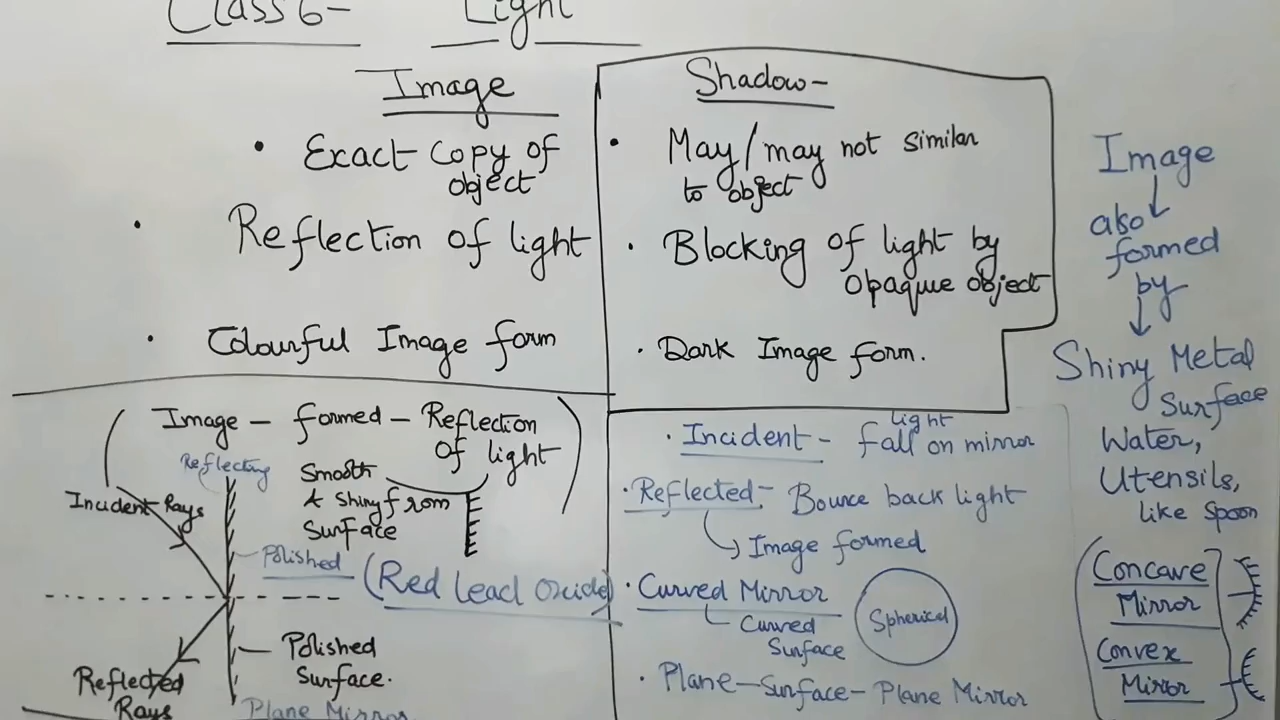 Class 6- Light
Image
• Exact Copy of
object
• Reflection of light
• Colourful Image form
Shadow-
• May/may not similar
to object
• Blocking of light by
Opaque object
• Dark Image form.
Image
also
formed
by
Shiny Metal
Surface
Water,
Utensils,
like Spoon
Concave
Mirror
Convex
Mirror
Image - formed - Reflection
of light
Smooth
& shiny from
Surface
Reflecting
Incident Rays
Polished
(Red Lead Oxide)
Polished
Surface.
Reflected
Rays
Plane Mirror
light
• Incident - fall on mirror
• Reflected - Bounce back light
Image formed
• Curved Mirror
Curved
Surface
Spherical
• Plane-Surface- Plane Mirror